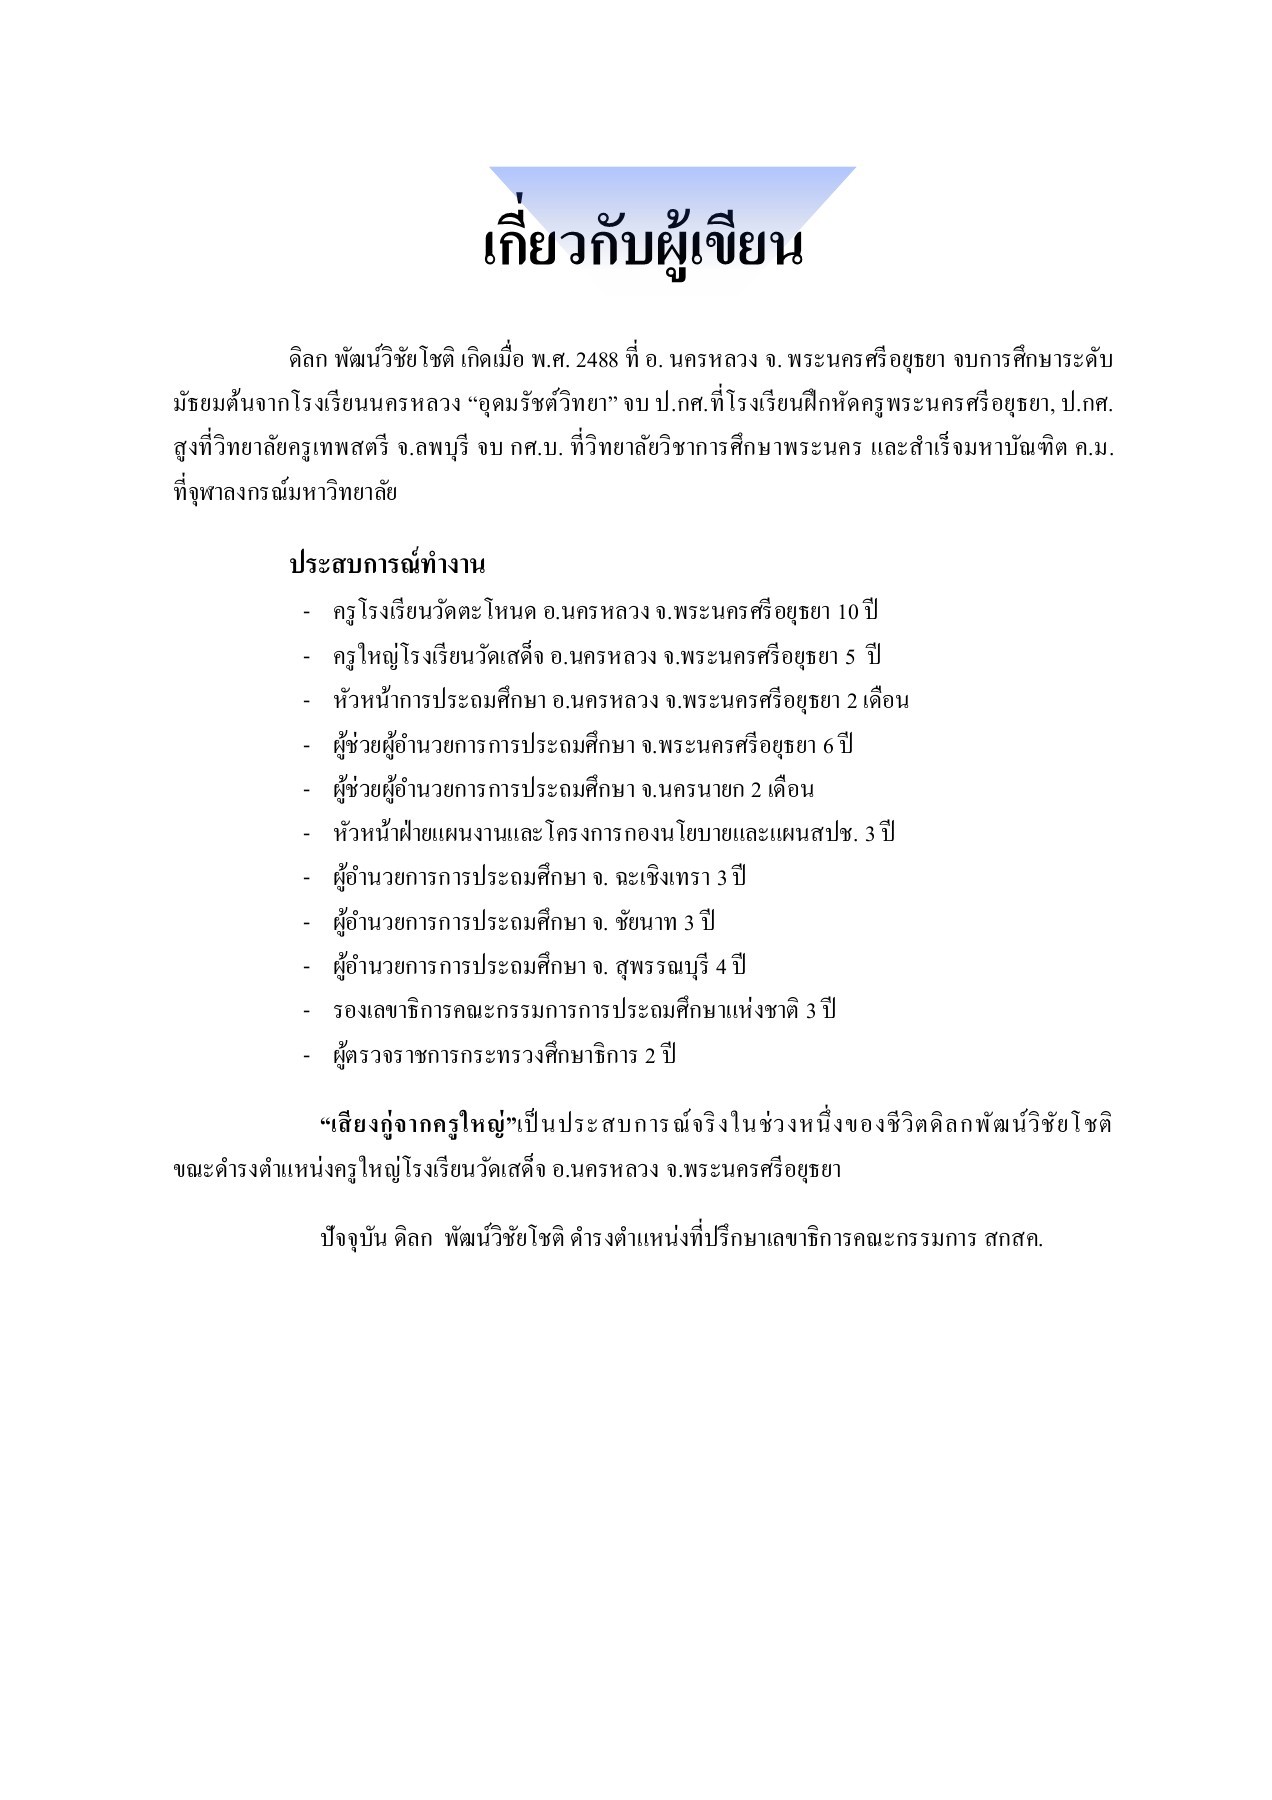 เกี่ยวกับผู้เขียน
ดิลก พัฒน์วิชัยโชติ เกิดเมื่อ พ.ศ. 2488 ที่ อ. นครหลวง จ. พระนครศรีอยุธยา จบการศึกษาระดับ
มัธยมต้นจากโรงเรียนนครหลวง “อุดมรัชต์วิทยา” จบ ป.กศ.ที่โรงเรียนฝึกหัดครูพระนครศรีอยุธยา, ป.กศ.
สูงที่วิทยาลัยครูเทพสตรี จ.ลพบุรี จบ กศ.บ. ที่วิทยาลัยวิชาการศึกษาพระนคร และสำเร็จมหาบัณฑิต ค.ม.
ที่จุฬาลงกรณ์มหาวิทยาลัย
ประสบการณ์ทำงาน
- ครูโรงเรียนวัดตะโหนด อ.นครหลวง จ.พระนครศรีอยุธยา 10 ปี
- ครูใหญ่โรงเรียนวัดเสด็จ อ.นครหลวง จ.พระนครศรีอยุธยา 5 ปี
- หัวหน้าการประถมศึกษา อ.นครหลวง จ.พระนครศรีอยุธยา 2 เดือน
- ผู้ช่วยผู้อำนวยการการประถมศึกษา จ.พระนครศรีอยุธยา 6 ปี
- ผู้ช่วยผู้อำนวยการการประถมศึกษา จ.นครนายก 2 เดือน
- หัวหน้าฝ่ายแผนงานและโครงการกองนโยบายและแผนสปช. 3 ปี
- ผู้อำนวยการการประถมศึกษา จ. ฉะเชิงเทรา 3 ปี
- ผู้อำนวยการการประถมศึกษา จ. ชัยนาท 3 ปี
- ผู้อำนวยการการประถมศึกษา จ. สุพรรณบุรี 4 ปี
- รองเลขาธิการคณะกรรมการการประถมศึกษาแห่งชาติ 3 ปี
- ผู้ตรวจราชการกระทรวงศึกษาธิการ 2 ปี
“เสียงกู่จากครูใหญ่”เป็นประสบการณ์จริงในช่วงหนึ่งของชีวิตดิลกพัฒน์วิชัยโชติ
ขณะดำรงตำแหน่งครูใหญ่โรงเรียนวัดเสด็จ อ.นครหลวง จ.พระนครศรีอยุธยา
ปัจจุบัน ดิลก พัฒน์วิชัยโชติ ดำรงตำแหน่งที่ปรึกษาเลขาธิการคณะกรรมการ สกสค.